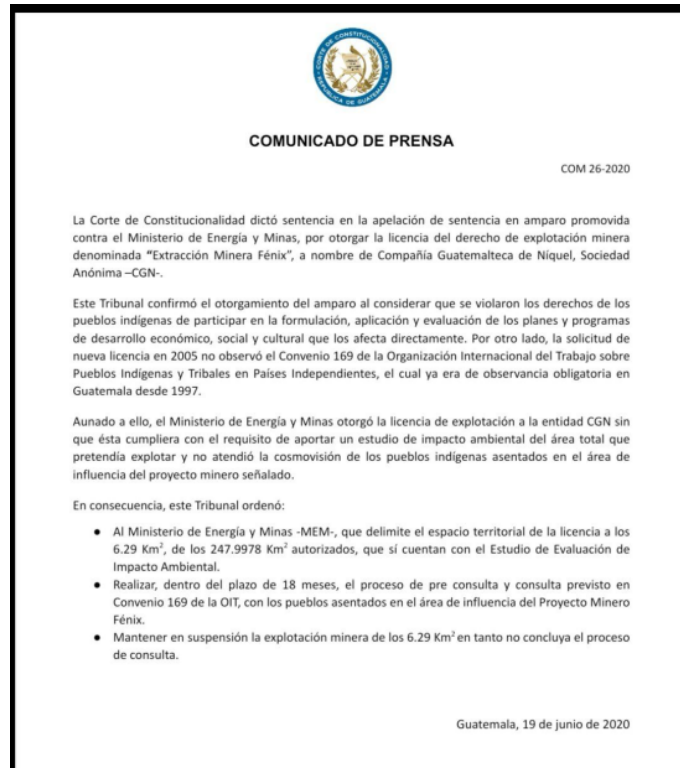 CORTE DE CONSTITUCIONALIDAD
REPUBLICA DE GUATEMALA
COMUNICADO DE PRENSA
COM 26-2020
La Corte de Constitucionalidad dictó sentencia en la apelación de sentencia en amparo promovida
contra el Ministerio de Energía y Minas, por otorgar la licencia del derecho de explotación minera
denominada “Extracción Minera Fénix”, a nombre de Compañía Guatemalteca de Níquel, Sociedad
Anónima –CGN-.
Este Tribunal confirmó el otorgamiento del amparo al considerar que se violaron los derechos de los
pueblos indígenas de participar en la formulación, aplicación y evaluación de los planes y programas
de desarrollo económico, social y cultural que los afecta directamente. Por otro lado, la solicitud de
nueva licencia en 2005 no observó el Convenio 169 de la Organización Internacional del Trabajo sobre
Pueblos Indígenas y Tribales en Países Independientes, el cual ya era de observancia obligatoria en
Guatemala desde 1997.
Aunado a ello, el Ministerio de Energía y Minas otorgó la licencia de explotación a la entidad CGN sin
que ésta cumpliera con el requisito de aportar un estudio de impacto ambiental del área total que
pretendía explotar y no atendió la cosmovisión de los pueblos indígenas asentados en el área de
influencia del proyecto minero señalado.
En consecuencia, este Tribunal ordenó:
● Al Ministerio de Energía y Minas -MEM-, que delimite el espacio territorial de la licencia a los
6.29 Km², de los 247.9978 Km² autorizados, que sí cuentan con el Estudio de Evaluación de
Impacto Ambiental.
● Realizar, dentro del plazo de 18 meses, el proceso de pre consulta y consulta previsto en
Convenio 169 de la OIT, con los pueblos asentados en el área de influencia del Proyecto Minero
Fénix.
● Mantener en suspensión la explotación minera de los 6.29 Km² en tanto no concluya el proceso
de consulta.
Guatemala, 19 de junio de 2020